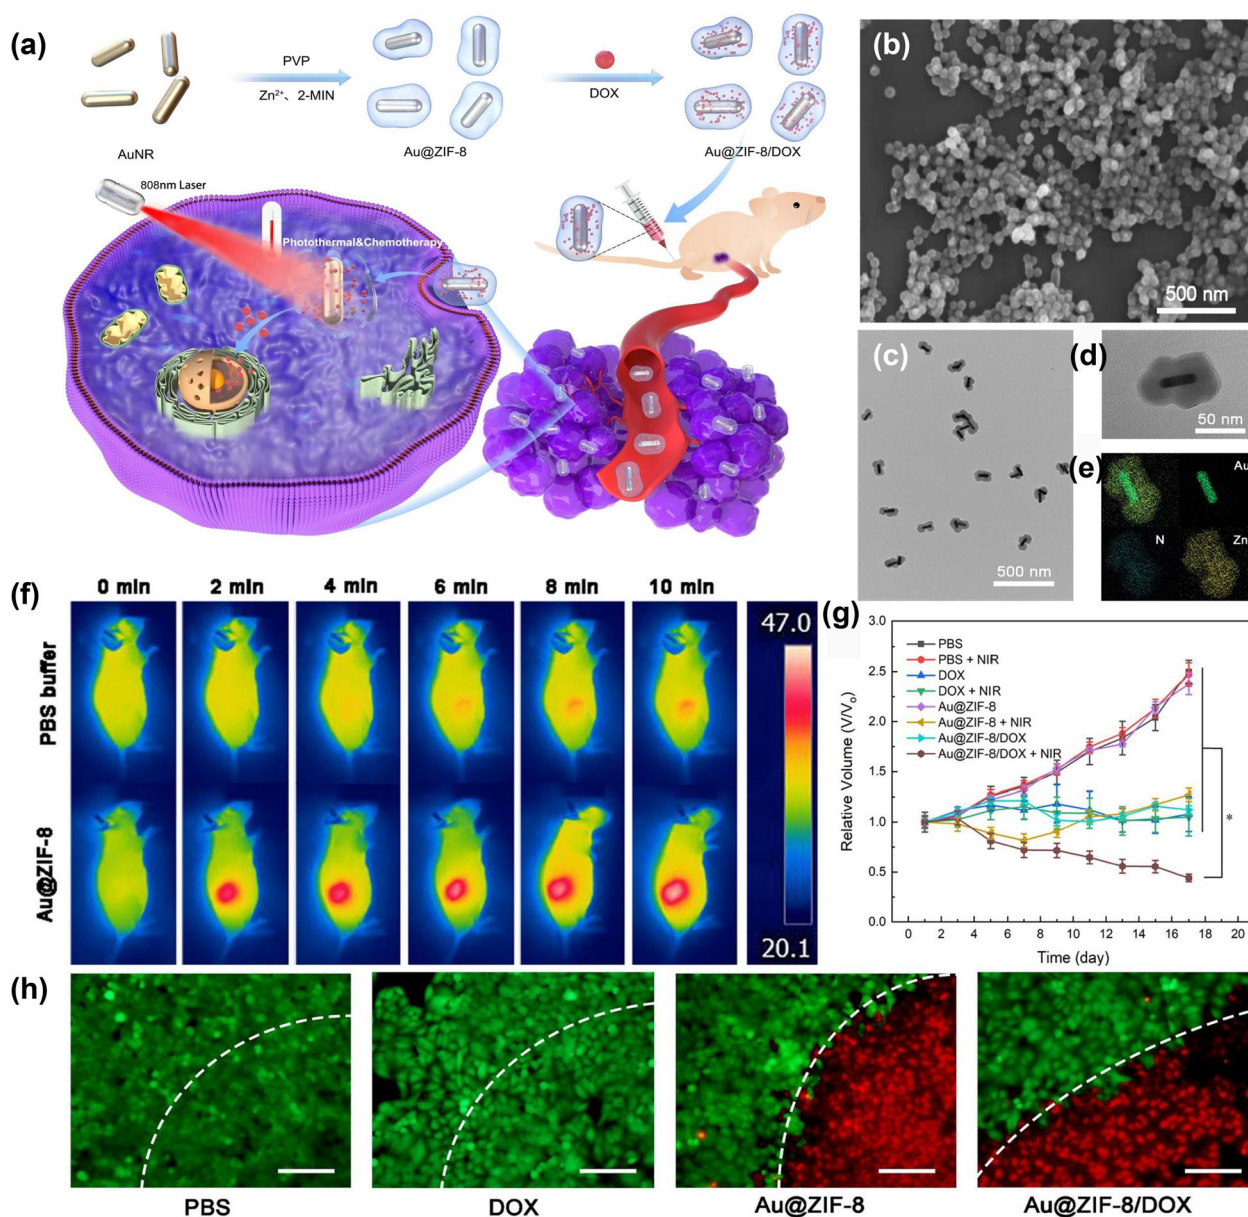 (a)
PVP
Zn²⁺、2-MIN
DOX
AuNR
Au@ZIF-8
Au@ZIF-8/DOX
808nm Laser
Photothermal&Chemotherapy
(b)
500 nm
(c)
500 nm
(d)
50 nm
(e)
Au
N
Zn
(f)
0 min
2 min
4 min
6 min
8 min
10 min
PBS buffer
Au@ZIF-8
47.0
20.1
(g)
3.0
2.5
2.0
1.5
1.0
0.5
0.0
Relative Volume (V/V₀)
PBS
PBS + NIR
DOX
DOX + NIR
Au@ZIF-8
Au@ZIF-8 + NIR
Au@ZIF-8/DOX
Au@ZIF-8/DOX + NIR
*
0 2 4 6 8 10 12 14 16 18 20
Time (day)
(h)
PBS
DOX
Au@ZIF-8
Au@ZIF-8/DOX